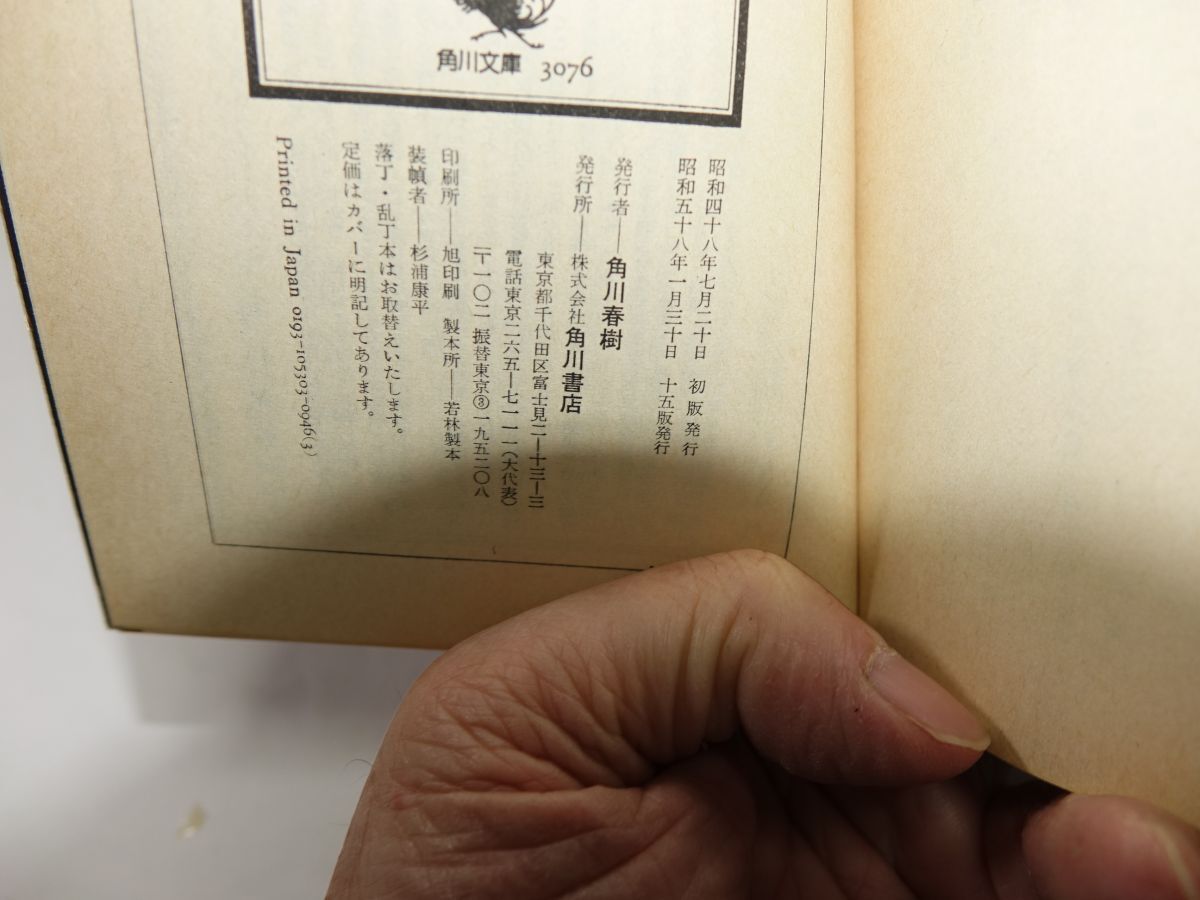 角川文庫 3076
昭和四十八年七月二十日 初版発行
昭和五十八年一月三十日 十五版発行
発行者――角川春樹
発行所――株式会社角川書店
東京都千代田区富士見二―十三―三
電話東京二六五―七一一一(大代表)
〒一〇二 振替東京③一九五二〇八
印刷所――旭印刷 製本所――若林製本
装幀者――杉浦康平
落丁・乱丁本はお取替えいたします。
定価はカバーに明記してあります。
Printed in Japan 0193-105303-0946(3)